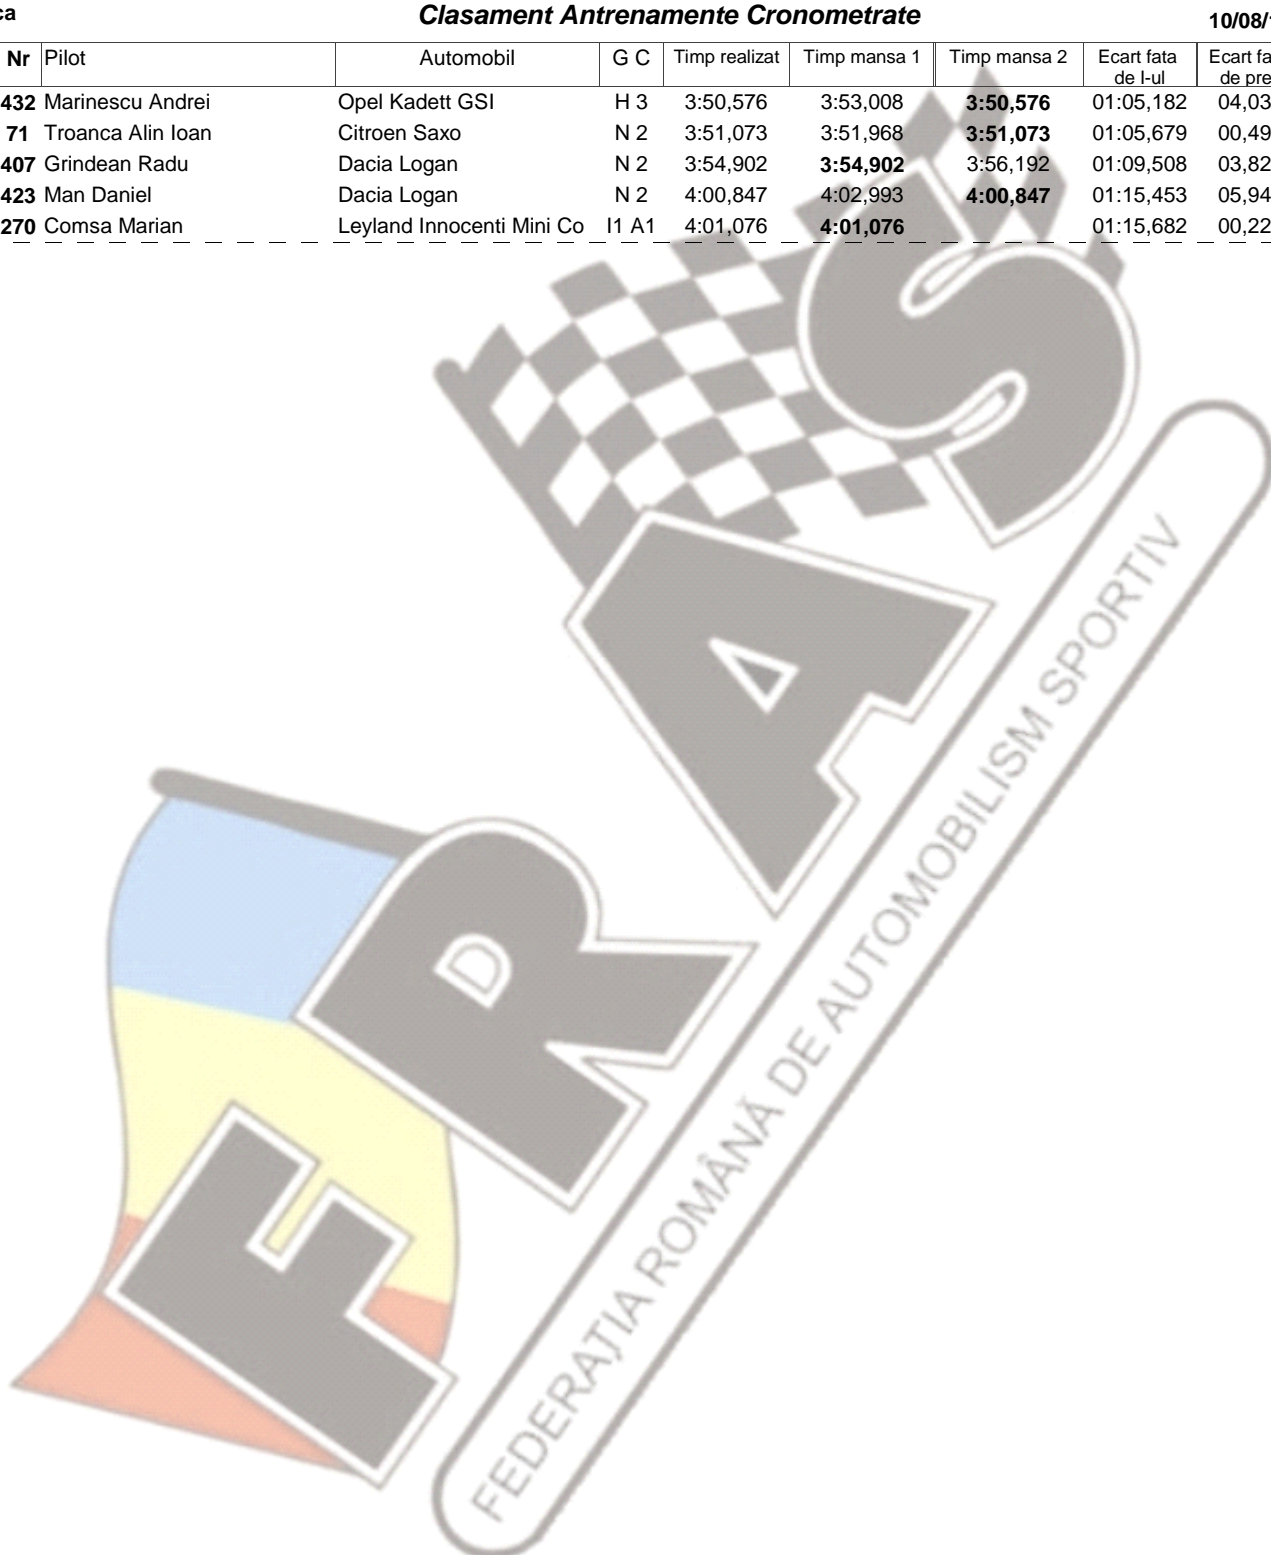 ca
Clasament Antrenamente Cronometrate
10/08/
Nr Pilot Automobil G C Timp realizat Timp mansa 1 Timp mansa 2 Ecart fata de I-ul Ecart fa de pre
432 Marinescu Andrei Opel Kadett GSI H 3 3:50,576 3:53,008 3:50,576 01:05,182 04,03
71 Troanca Alin Ioan Citroen Saxo N 2 3:51,073 3:51,968 3:51,073 01:05,679 00,49
407 Grindean Radu Dacia Logan N 2 3:54,902 3:54,902 3:56,192 01:09,508 03,82
423 Man Daniel Dacia Logan N 2 4:00,847 4:02,993 4:00,847 01:15,453 05,94
270 Comsa Marian Leyland Innocenti Mini Co I1 A1 4:01,076 4:01,076 01:15,682 00,22
FRAS
FEDERAȚIA ROMÂNĂ DE AUTOMOBILISM SPORTIV